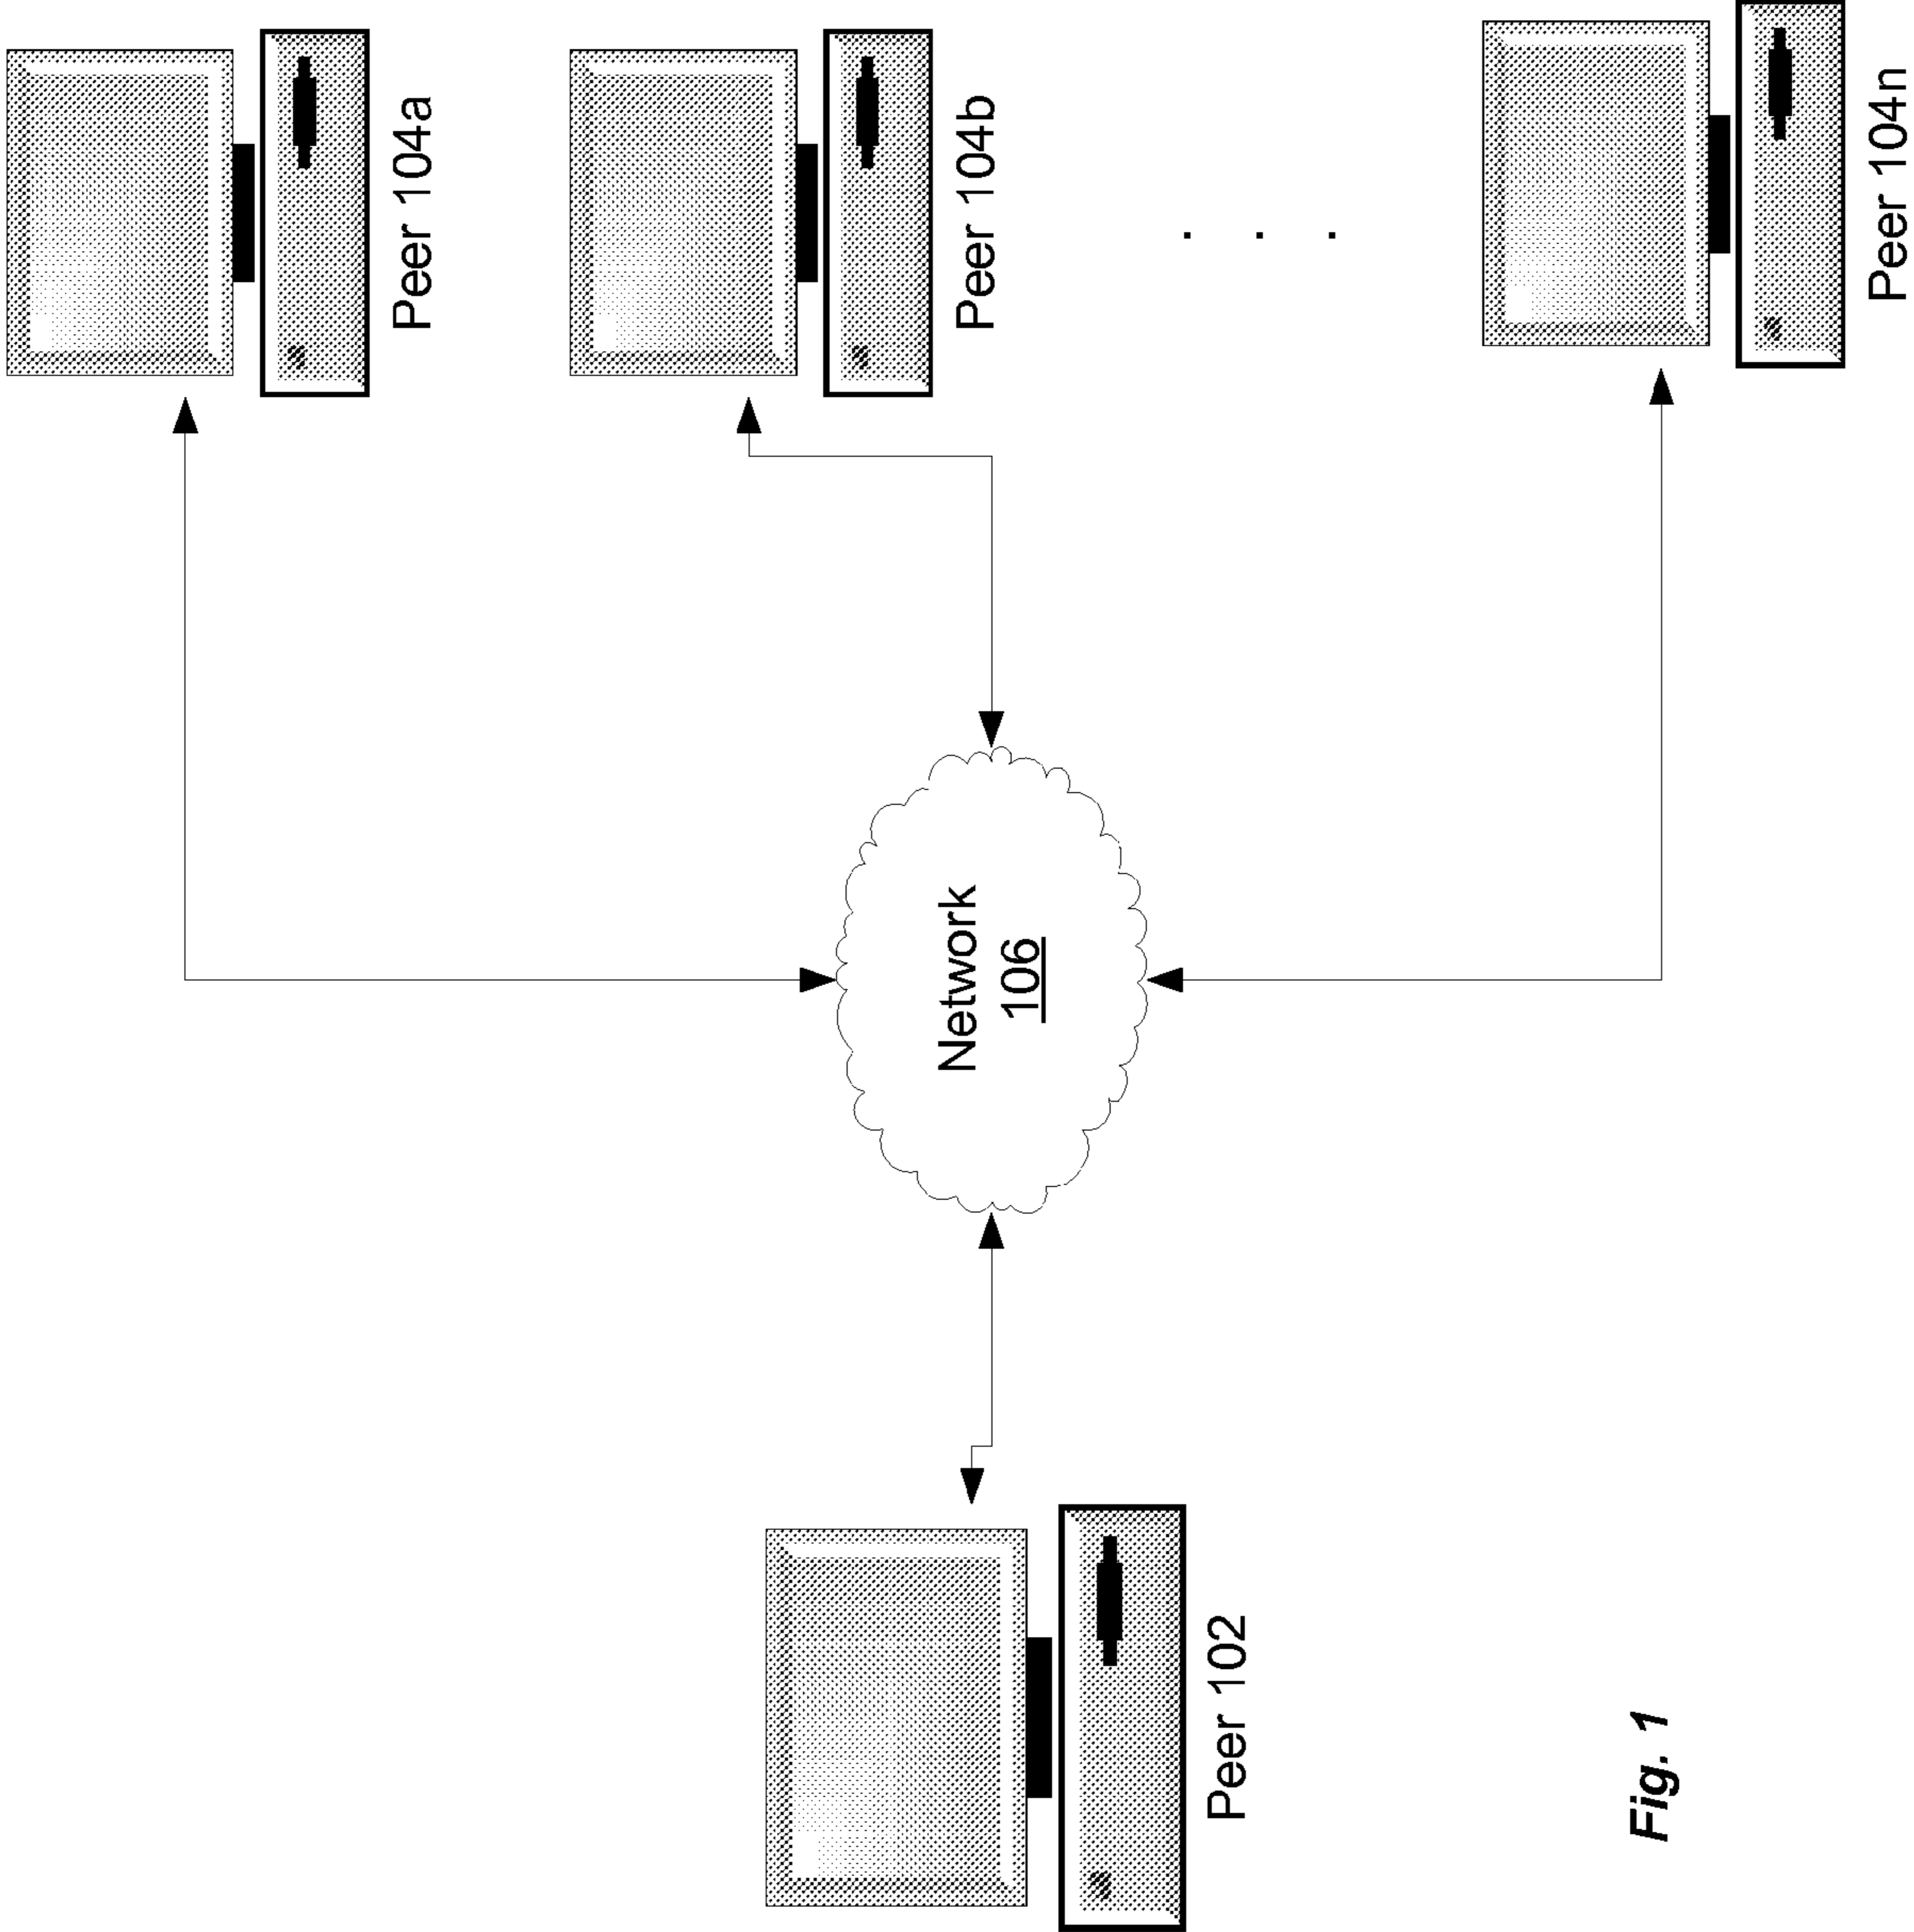 Peer 104a
Peer 104b
. . .
Peer 104n
Network
106
Peer 102
Fig. 1